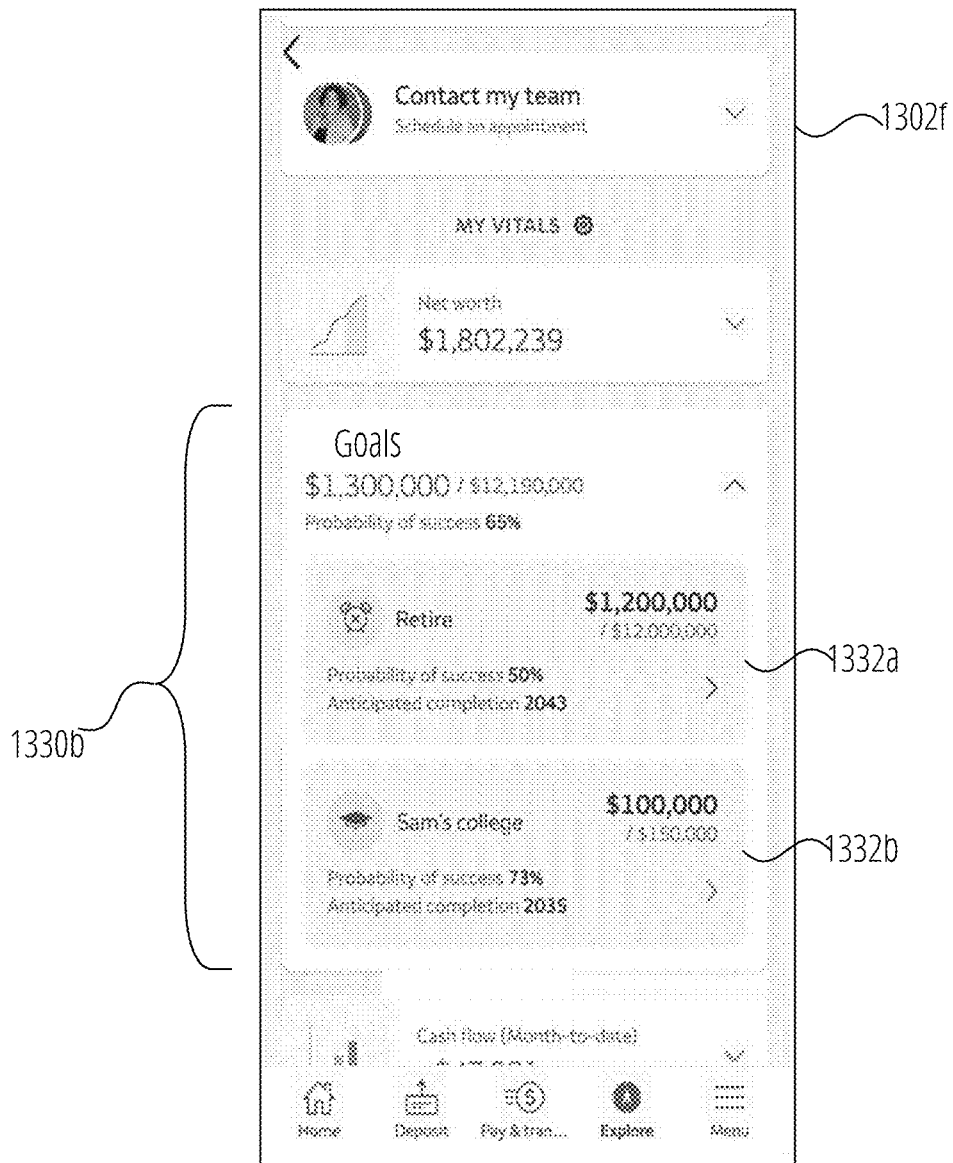 Contact my team
Schedule an appointment
1302f
MY VITALS
Net worth
$1,802,239
Goals
$1,300,000 / $12,190,000
Probability of success 65%
Retire
$1,200,000
/ $12,000,000
1332a
Probability of success 50%
Anticipated completion 2043
1330b
Sam's college
$100,000
/ $190,000
1332b
Probability of success 73%
Anticipated completion 2035
Cash flow (Month-to-date)
Home
Deposit
Pay & tran...
Explore
Menu